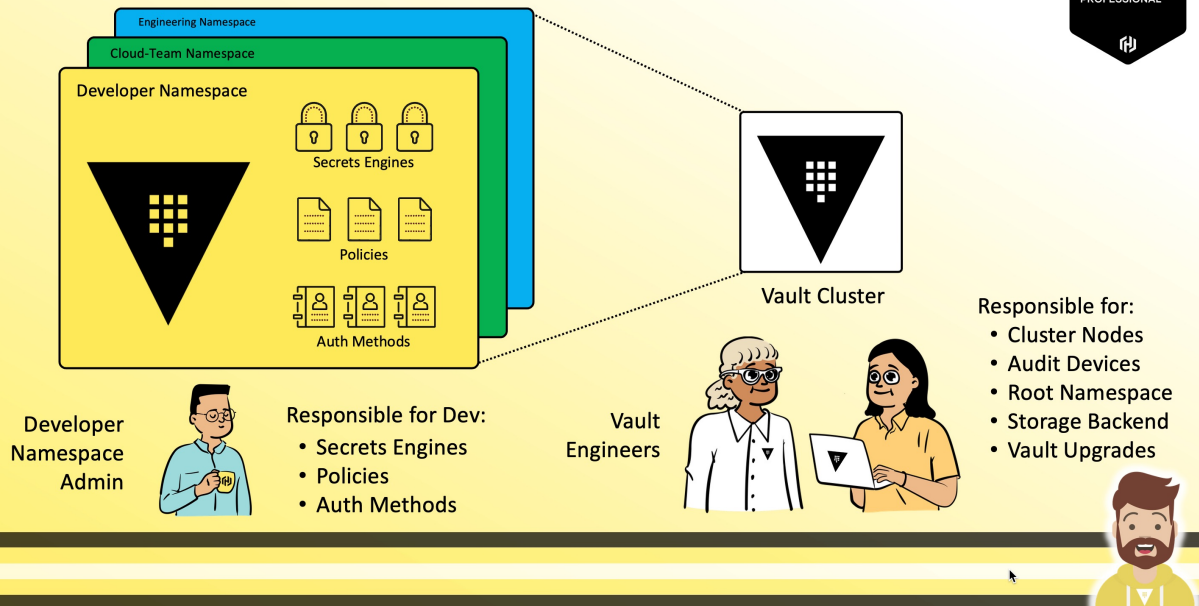 PROFESSIONAL
Engineering Namespace
Cloud-Team Namespace
Developer Namespace
Secrets Engines
Policies
Auth Methods
Vault Cluster
Developer
Namespace
Admin
Responsible for Dev:
• Secrets Engines
• Policies
• Auth Methods
Vault
Engineers
Responsible for:
• Cluster Nodes
• Audit Devices
• Root Namespace
• Storage Backend
• Vault Upgrades